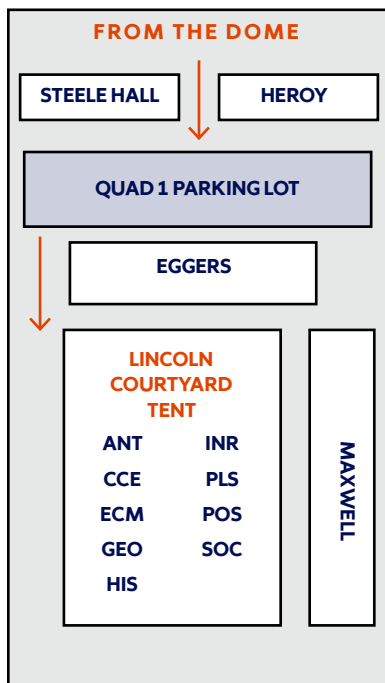 FROM THE DOME
STEELE HALL
HEROY
QUAD 1 PARKING LOT
EGGERS
LINCOLN
COURTYARD
TENT
ANT INR
CCE PLS
ECM POS
GEO SOC
HIS
MAXWELL